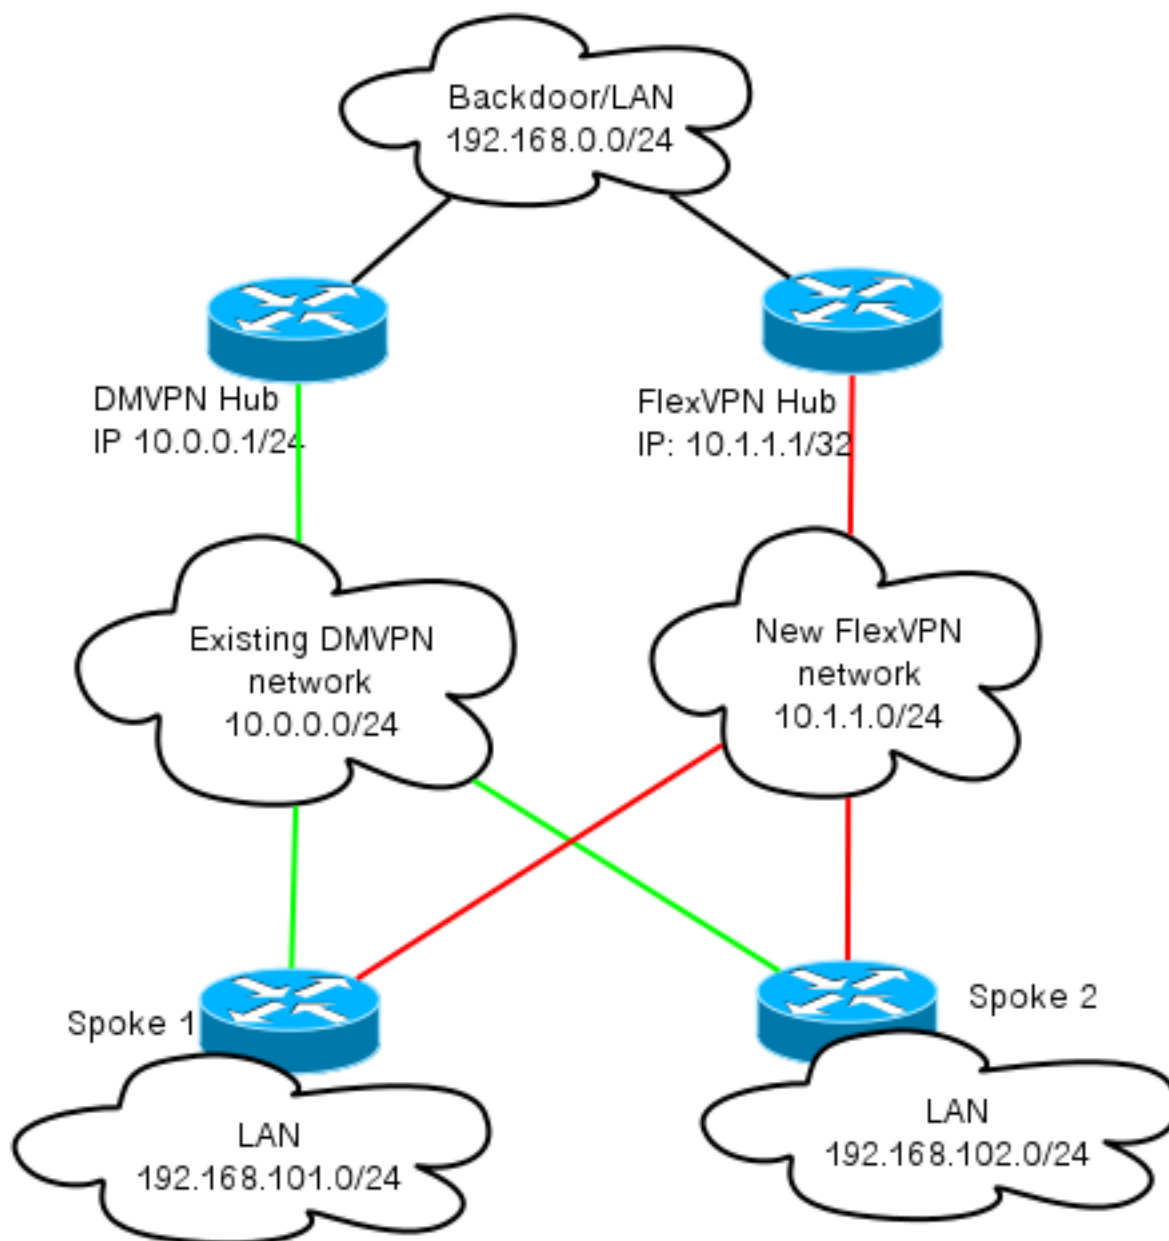 Backdoor/LAN
192.168.0.0/24
DMVPN Hub
IP 10.0.0.1/24
FlexVPN Hub
IP: 10.1.1.1/32
Existing DMVPN
network
10.0.0.0/24
New FlexVPN
network
10.1.1.0/24
Spoke 1
Spoke 2
LAN
192.168.101.0/24
LAN
192.168.102.0/24